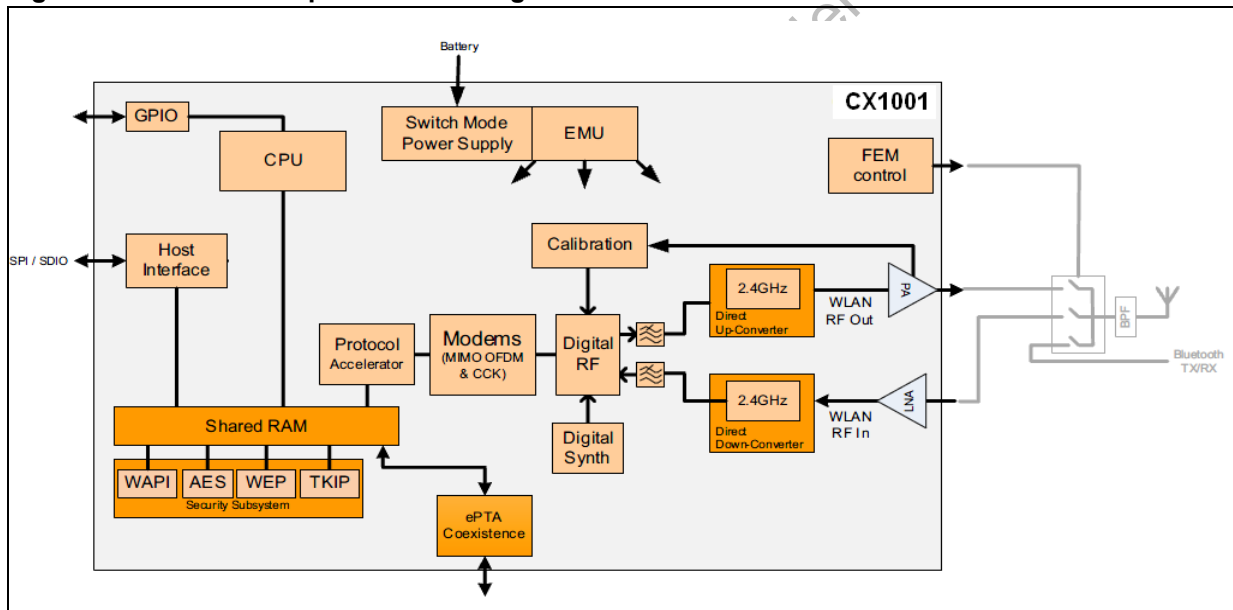 Battery
CX1001
GPIO
Switch Mode
Power Supply
EMU
CPU
FEM
control
SPI / SDIO
Host
Interface
Calibration
2.4GHz
Direct
Up-Converter
WLAN
RF Out
PA
Protocol
Accelerator
Modems
(MIMO OFDM
& CCK)
Digital
RF
BPF
Bluetooth
TX/RX
2.4GHz
Direct
Down-Converter
WLAN
RF In
LNA
Shared RAM
Digital
Synth
WAPI
AES
WEP
TKIP
Security Subsystem
ePTA
Coexistence